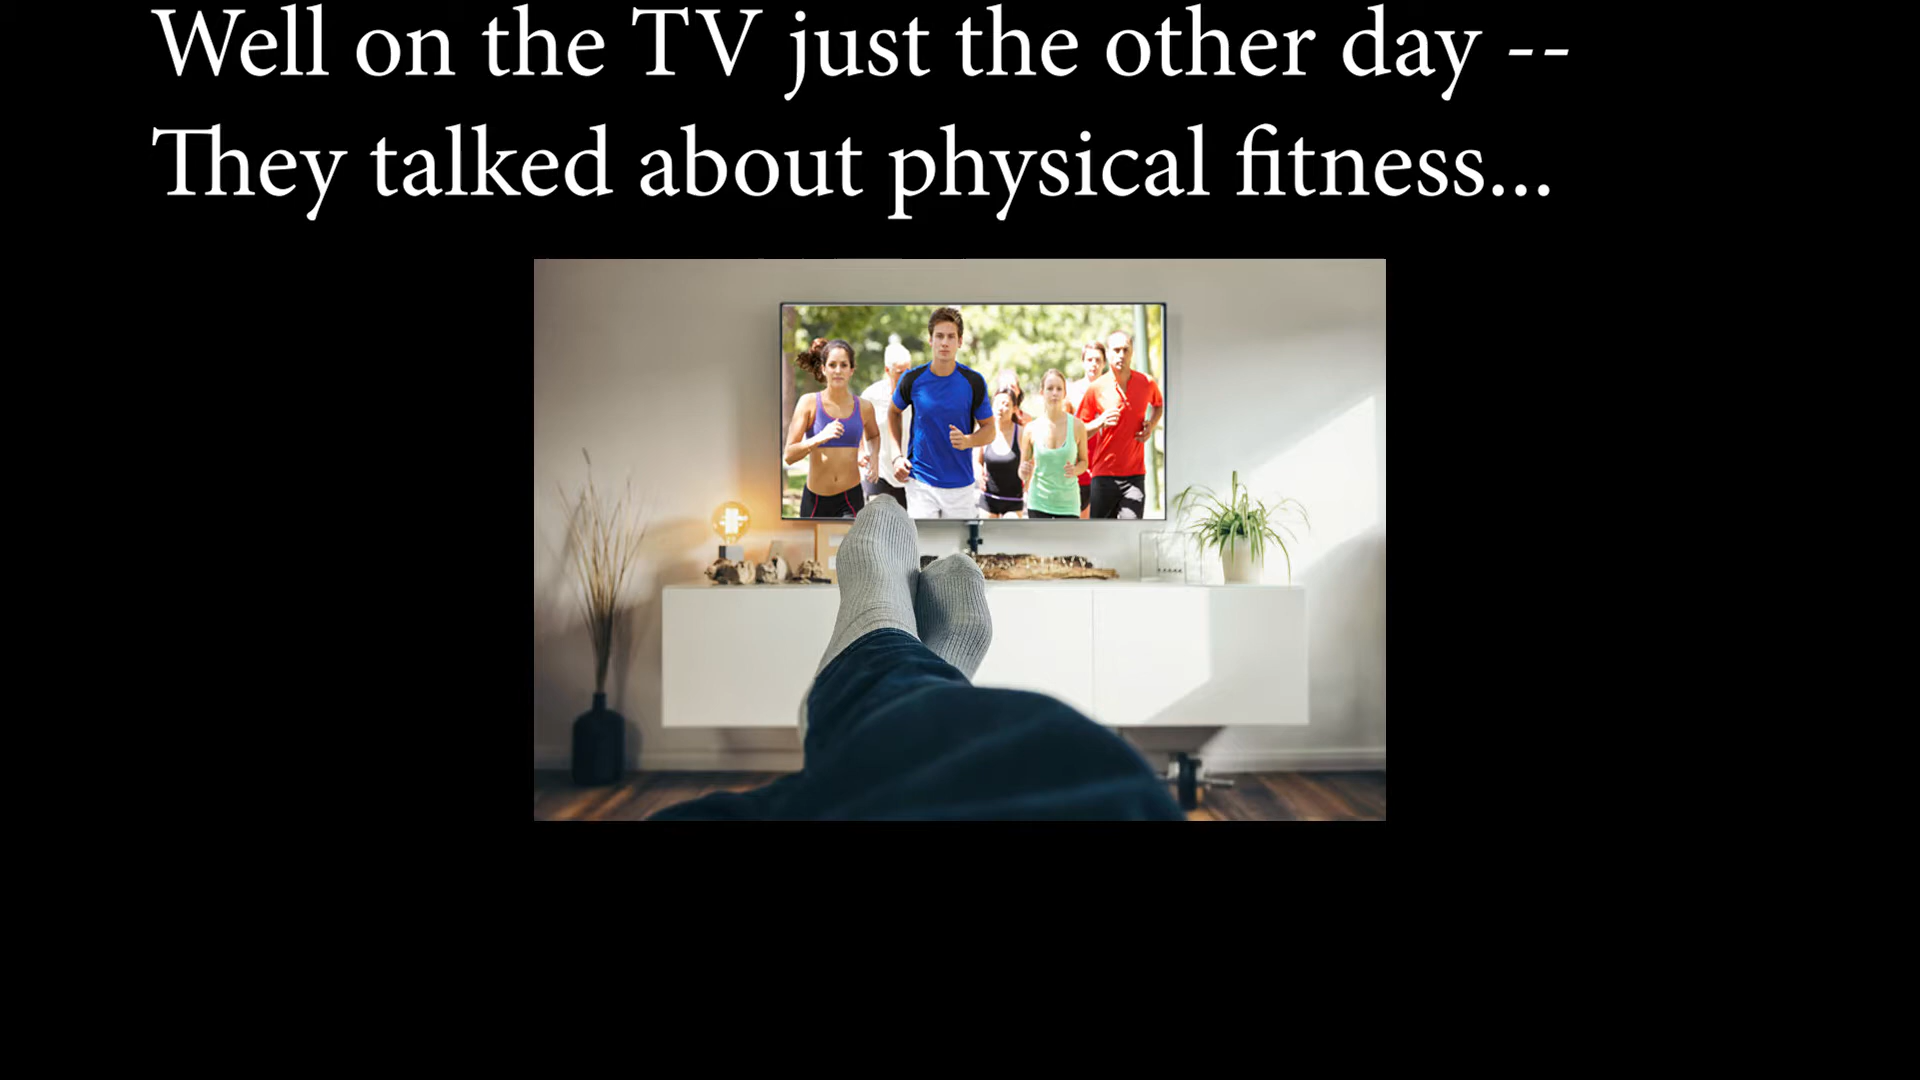 Well on the TV just the other day --
They talked about physical fitness...